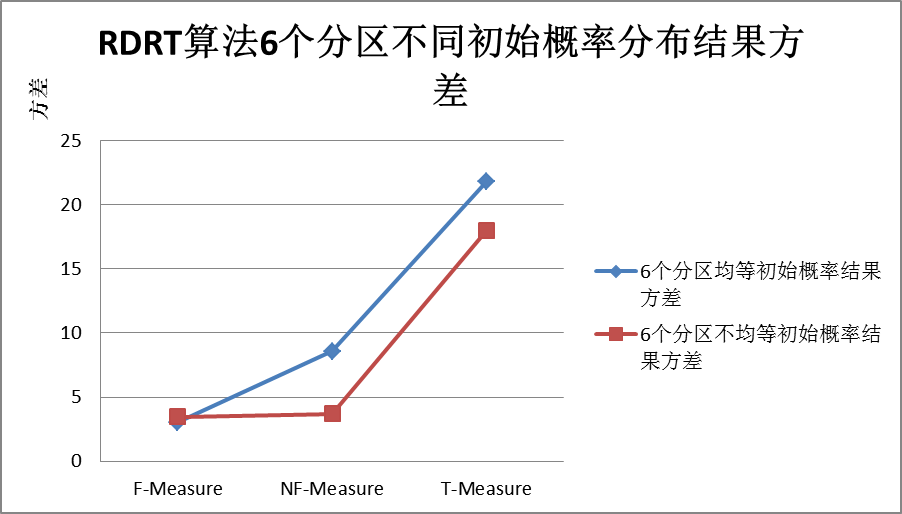 RDRT算法6个分区不同初始概率分布结果方
差
方差
25
20
15
10
5
0
F-Measure
NF-Measure
T-Measure
6个分区均等初始概率结果
方差
6个分区不均等初始概率结
果方差